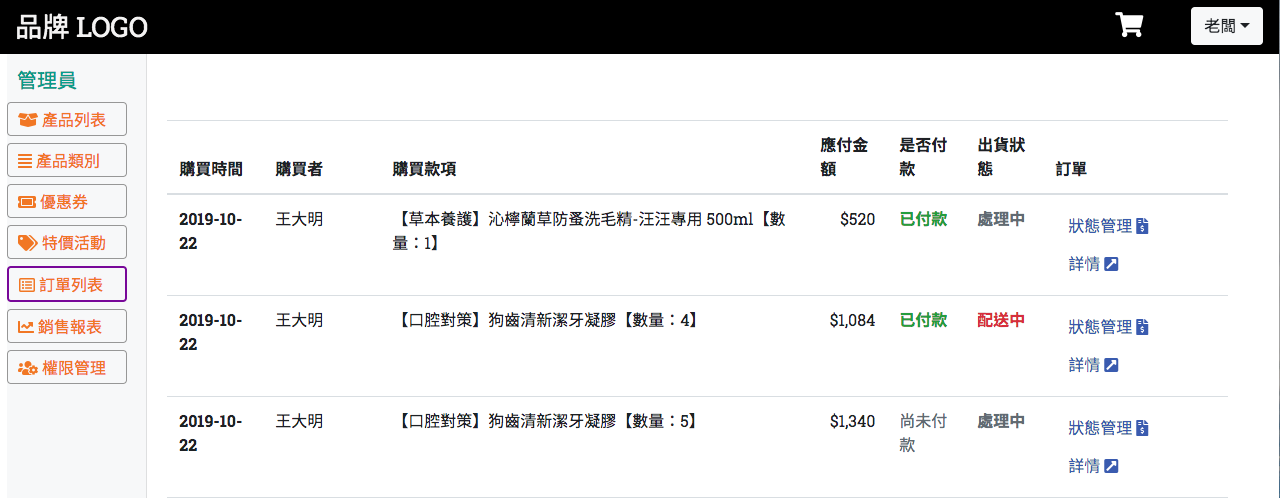 品牌 LOGO
老闆
管理員
產品列表
產品類別
優惠券
特價活動
訂單列表
銷售報表
權限管理
購買時間 購買者 購買款項 應付金額 是否付款 出貨狀態 訂單
2019-10-22 王大明 【草本養護】沁檸蘭草防蚤洗毛精-汪汪專用 500ml【數量：1】 $520 已付款 處理中 狀態管理
詳情
2019-10-22 王大明 【口腔對策】狗齒清新潔牙凝膠【數量：4】 $1,084 已付款 配送中 狀態管理
詳情
2019-10-22 王大明 【口腔對策】狗齒清新潔牙凝膠【數量：5】 $1,340 尚未付款 處理中 狀態管理
詳情